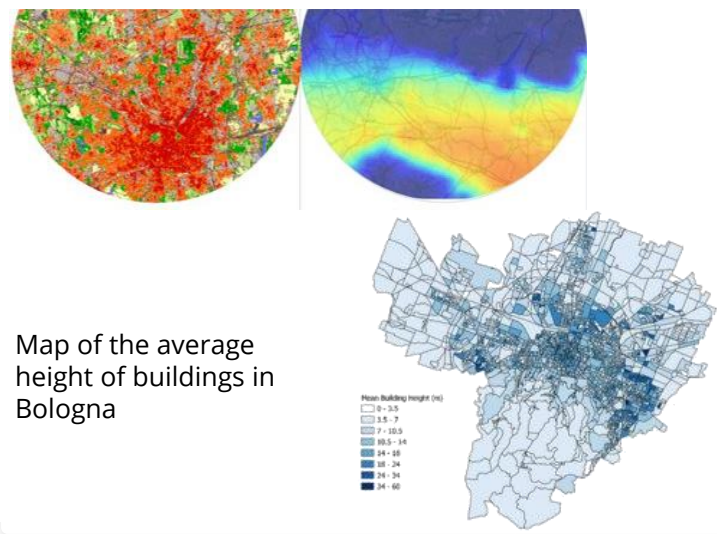 Map of the average
height of buildings in
Bologna
Mean Building Height (m)
0 - 3.5
3.5 - 7
7 - 10.5
10.5 - 14
14 - 18
18 - 24
24 - 34
34 - 60